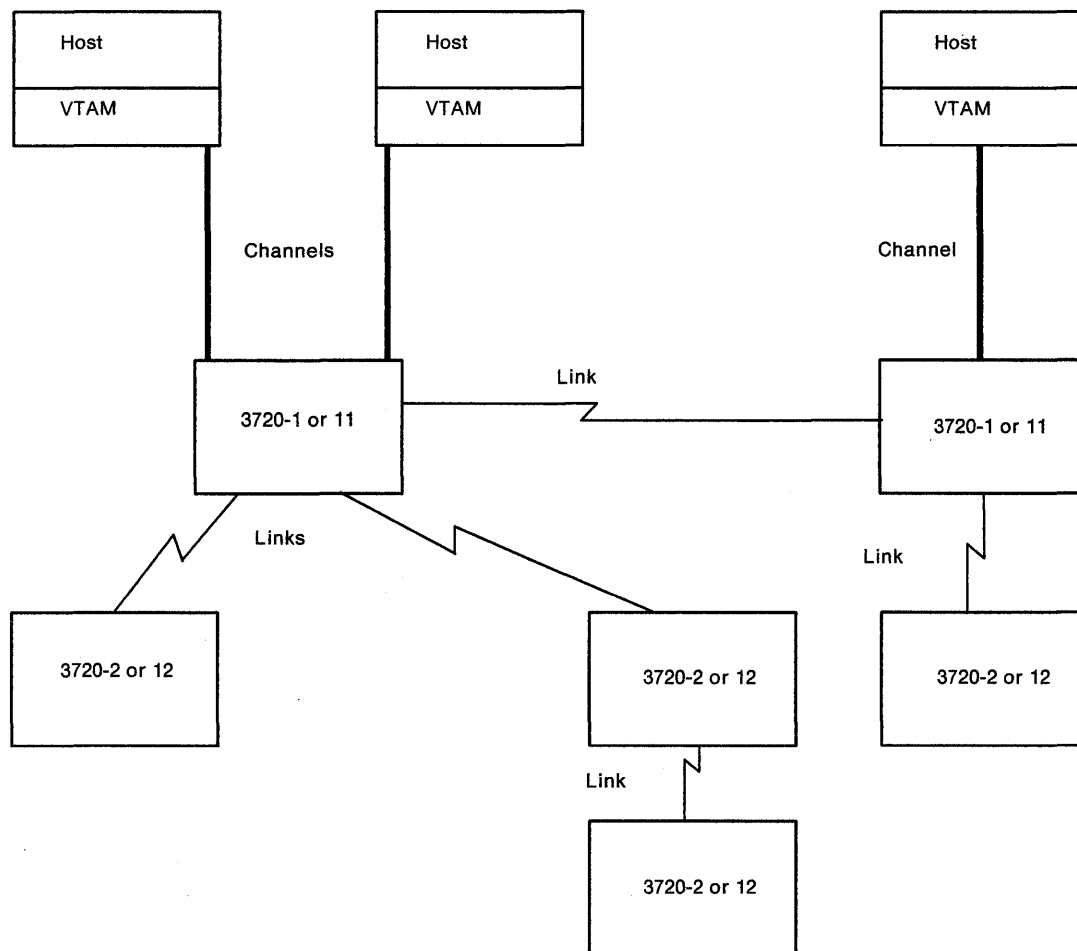 Host
Host
Host
VTAM
VTAM
VTAM
Channels
Channel
Link
3720-1 or 11
3720-1 or 11
Links
Link
3720-2 or 12
3720-2 or 12
3720-2 or 12
Link
3720-2 or 12